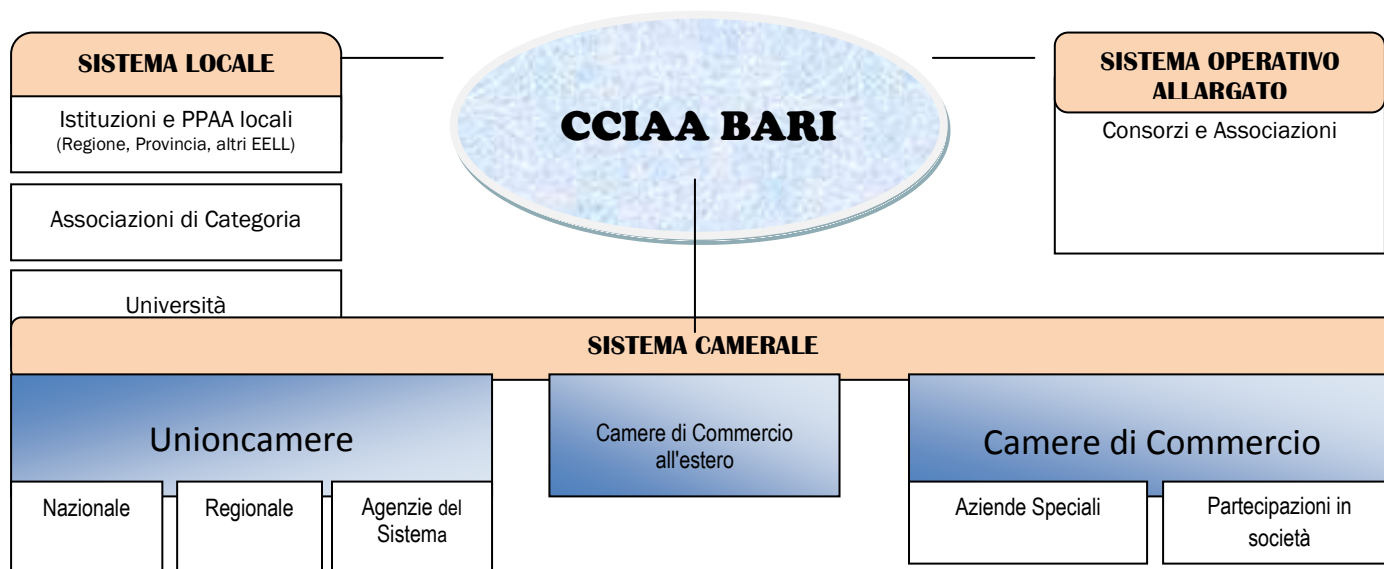 SISTEMA LOCALE
Istituzioni e PPAA locali
(Regione, Provincia, altri EELL)
Associazioni di Categoria
Università
CCIAA BARI
SISTEMA OPERATIVO
ALLARGATO
Consorzi e Associazioni
SISTEMA CAMERALE
Unioncamere
Nazionale
Regionale
Agenzie del
Sistema
Camere di Commercio
all'estero
Camere di Commercio
Aziende Speciali
Partecipazioni in
società